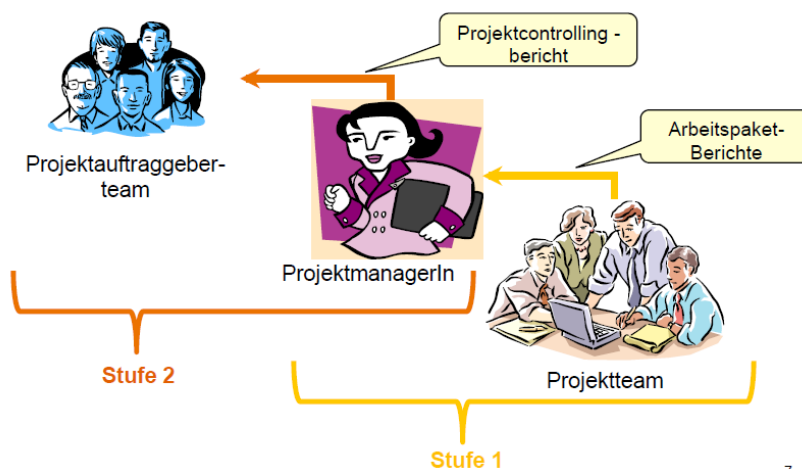 Projektcontrolling -
bericht
Arbeitspaket-
Berichte
Projektauftraggeber-
team
ProjektmanagerIn
Stufe 2
Projektteam
Stufe 1